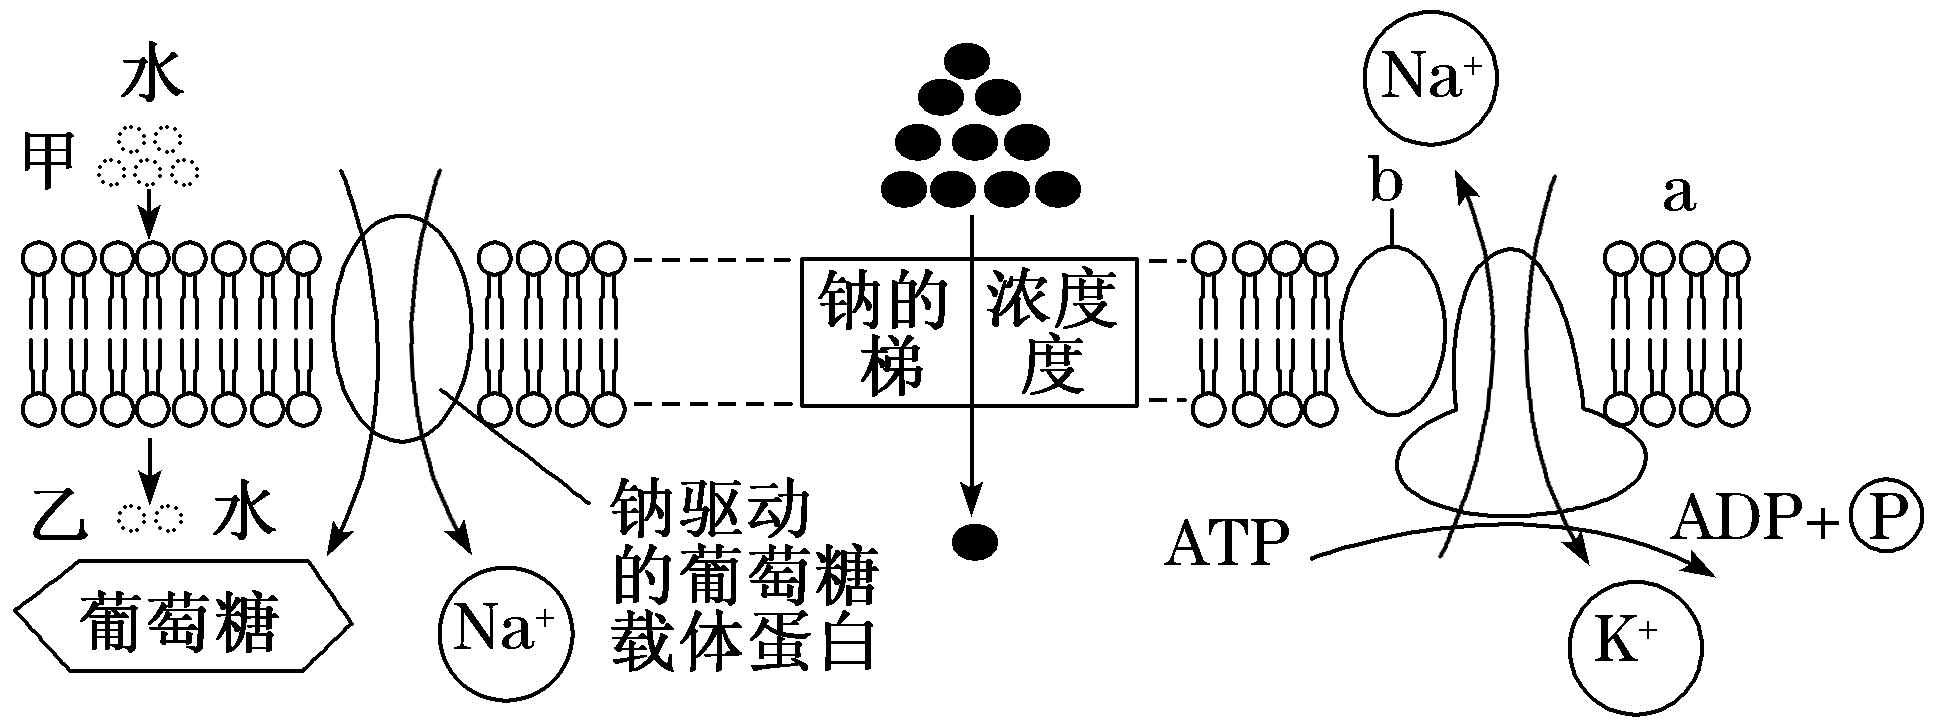 水
甲
乙
水
葡萄糖
Na⁺
钠驱动
的葡萄糖
载体蛋白
钠的浓度
梯度
Na⁺
b
a
ATP
ADP+Ⓟ
K⁺